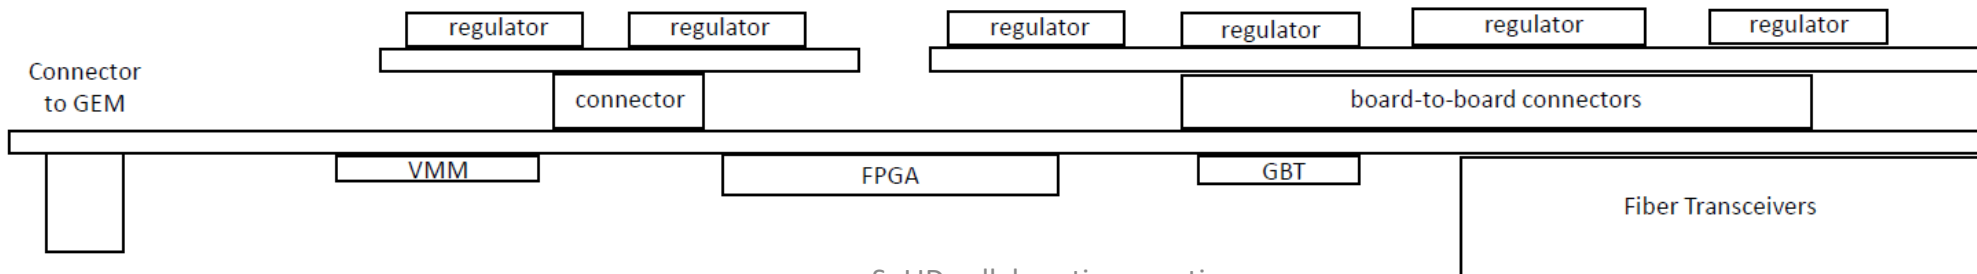 regulator
regulator
regulator
regulator
regulator
regulator
Connector
to GEM
connector
board-to-board connectors
VMM
FPGA
GBT
Fiber Transceivers